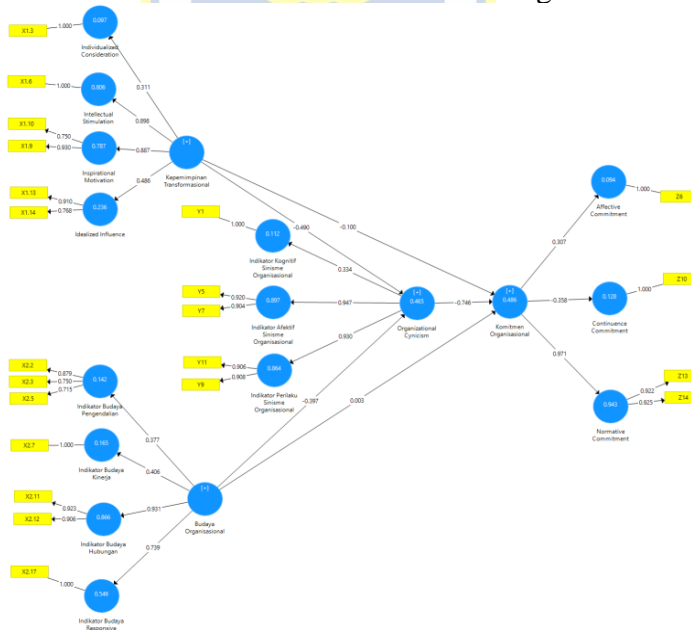 X1.3
1.000
0.097
Individualized
Consideration
0.311
X1.6
1.000
0.806
Intellectual
Stimulation
0.898
X1.10
0.750
X1.9
0.930
0.787
Inspirational
Motivation
0.887
[+]
Kepemimpinan
Transformasional
0.486
X1.13
0.910
X1.14
0.768
0.236
Idealized Influence
-0.100
-0.490
Y1
1.000
0.112
Indikator Kognitif
Sinisme
Organisasional
0.334
Y5
0.920
Y7
0.904
0.897
Indikator Afektif
Sinisme
Organisasional
0.947
Y11
0.906
Y9
0.908
0.864
Indikator Perilaku
Sinisme
Organisasional
0.930
[+]
0.465
Organizational
Cynicism
-0.746
[+]
0.486
Komitmen
Organisasional
0.094
Affective
Commitment
1.000
Z6
0.307
0.128
Continuence
Commitment
1.000
Z10
-0.358
0.971
0.943
Normative
Commitment
0.922
Z13
0.925
Z14
-0.397
0.003
X2.2
0.879
X2.3
0.750
X2.5
0.715
0.142
Indikator Budaya
Pengendalian
0.377
X2.7
1.000
0.165
Indikator Budaya
Kinerja
0.406
X2.11
0.923
X2.12
0.906
0.866
Indikator Budaya
Hubungan
0.931
[+]
Budaya
Organisasional
0.739
X2.17
1.000
0.546
Indikator Budaya
Responsive